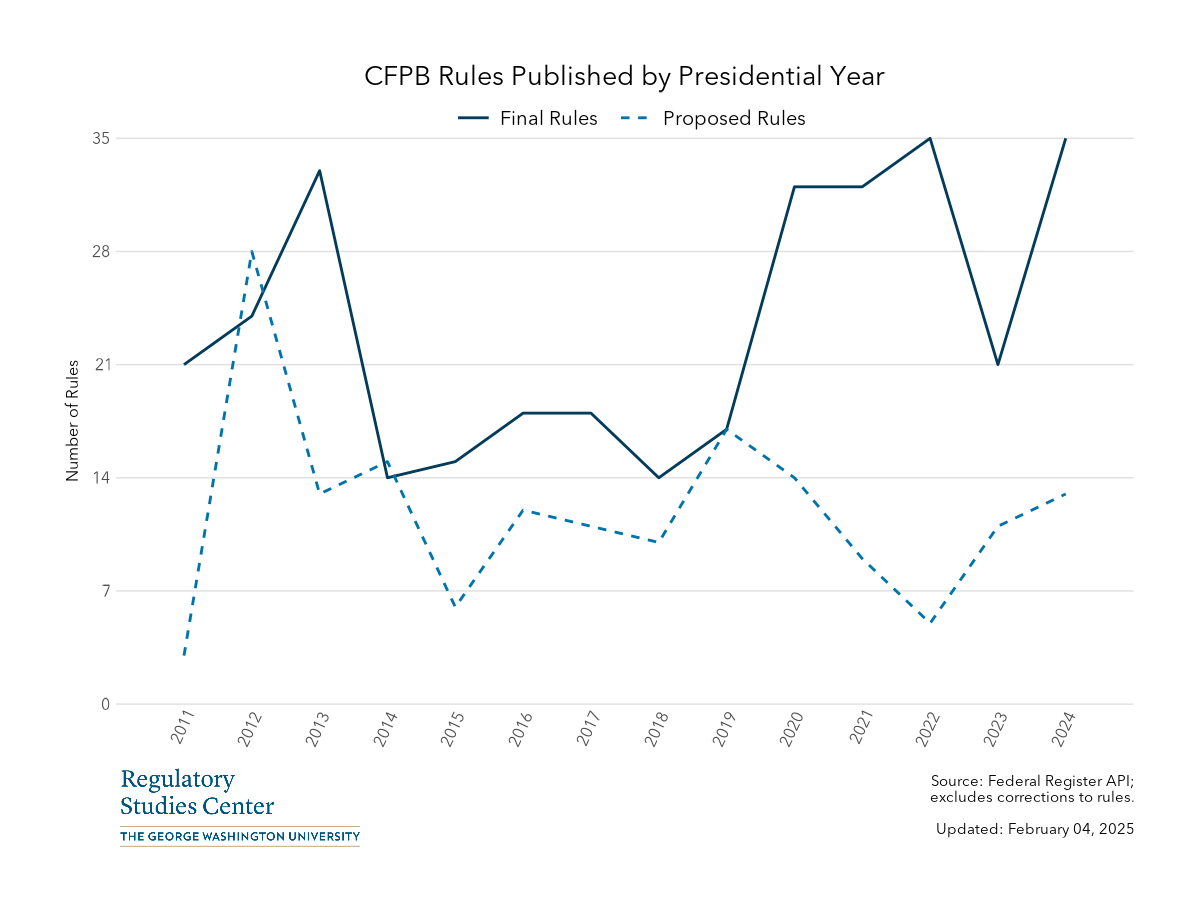 CFPB Rules Published by Presidential Year
Final Rules Proposed Rules
35
28
21
14
7
0
Number of Rules
2011 2012 2013 2014 2015 2016 2017 2018 2019 2020 2021 2022 2023 2024
Regulatory
Studies Center
THE GEORGE WASHINGTON UNIVERSITY
Source: Federal Register API;
excludes corrections to rules.
Updated: February 04, 2025